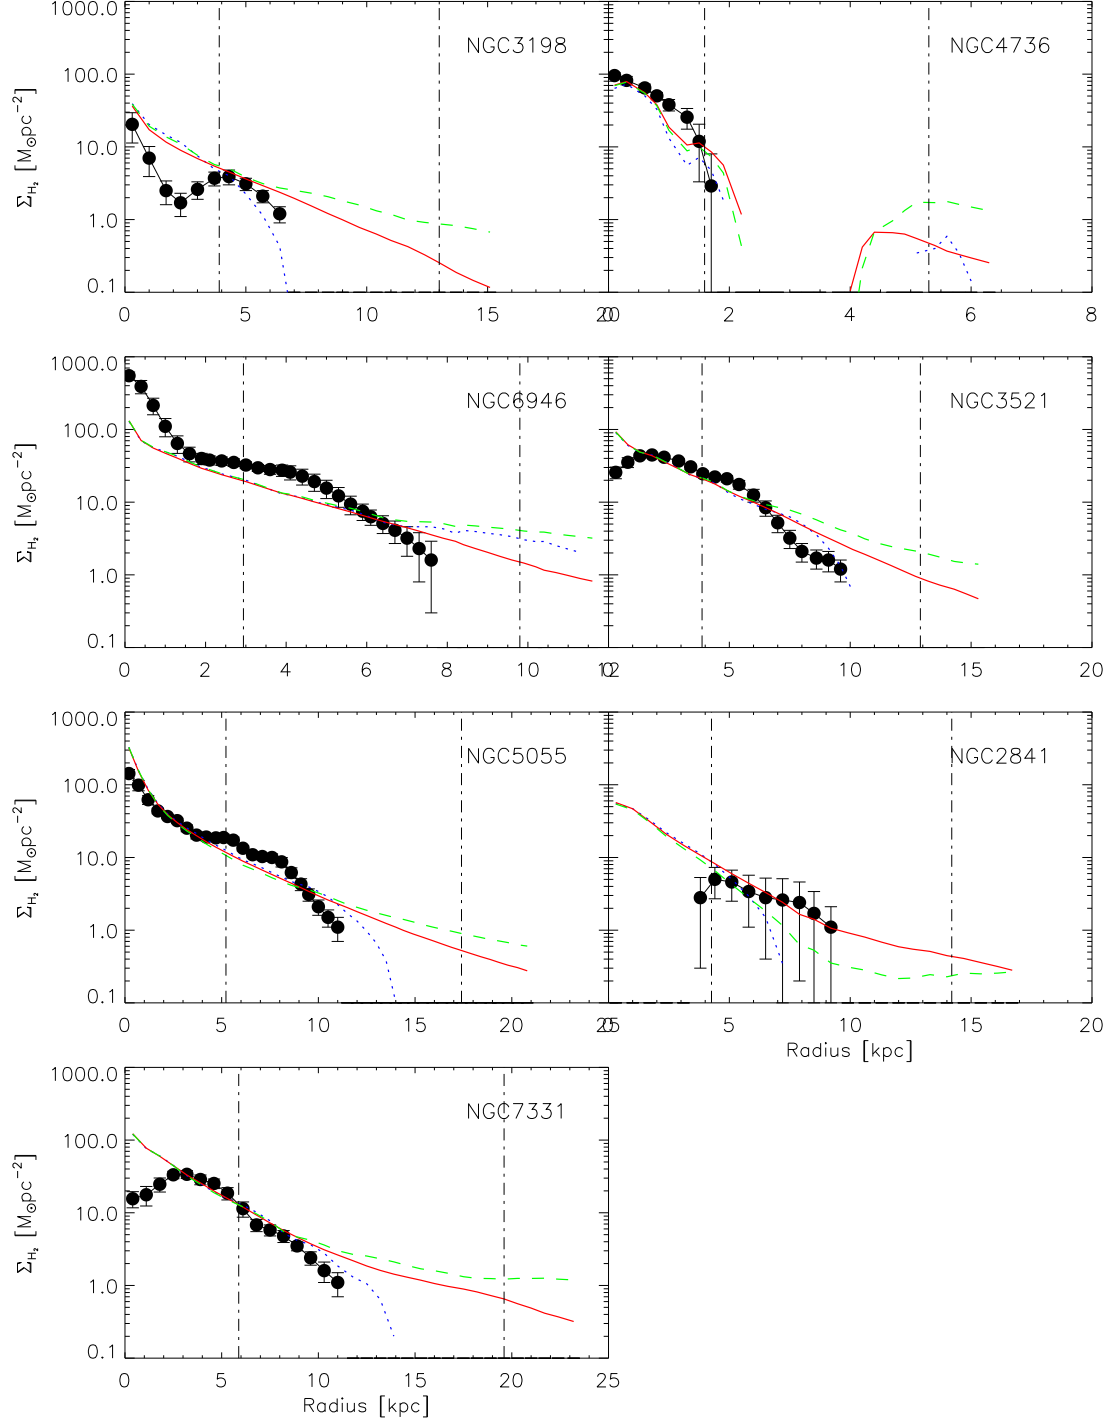 1000.0
100.0
10.0
1.0
0.1
Σ_H₂ [M⊙pc⁻²]
NGC3198
NGC4736
0 5 10 15 20
0 2 4 6 8
1000.0
100.0
10.0
1.0
0.1
Σ_H₂ [M⊙pc⁻²]
NGC6946
NGC3521
0 2 4 6 8 10 12
0 5 10 15 20
1000.0
100.0
10.0
1.0
0.1
Σ_H₂ [M⊙pc⁻²]
NGC5055
NGC2841
0 5 10 15 20 25
0 5 10 15 20
Radius [kpc]
1000.0
100.0
10.0
1.0
0.1
Σ_H₂ [M⊙pc⁻²]
NGC7331
0 5 10 15 20 25
Radius [kpc]